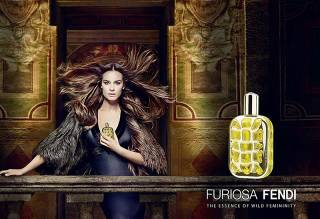 FURIOSA FENDI
THE ESSENCE OF WILD FEMININITY